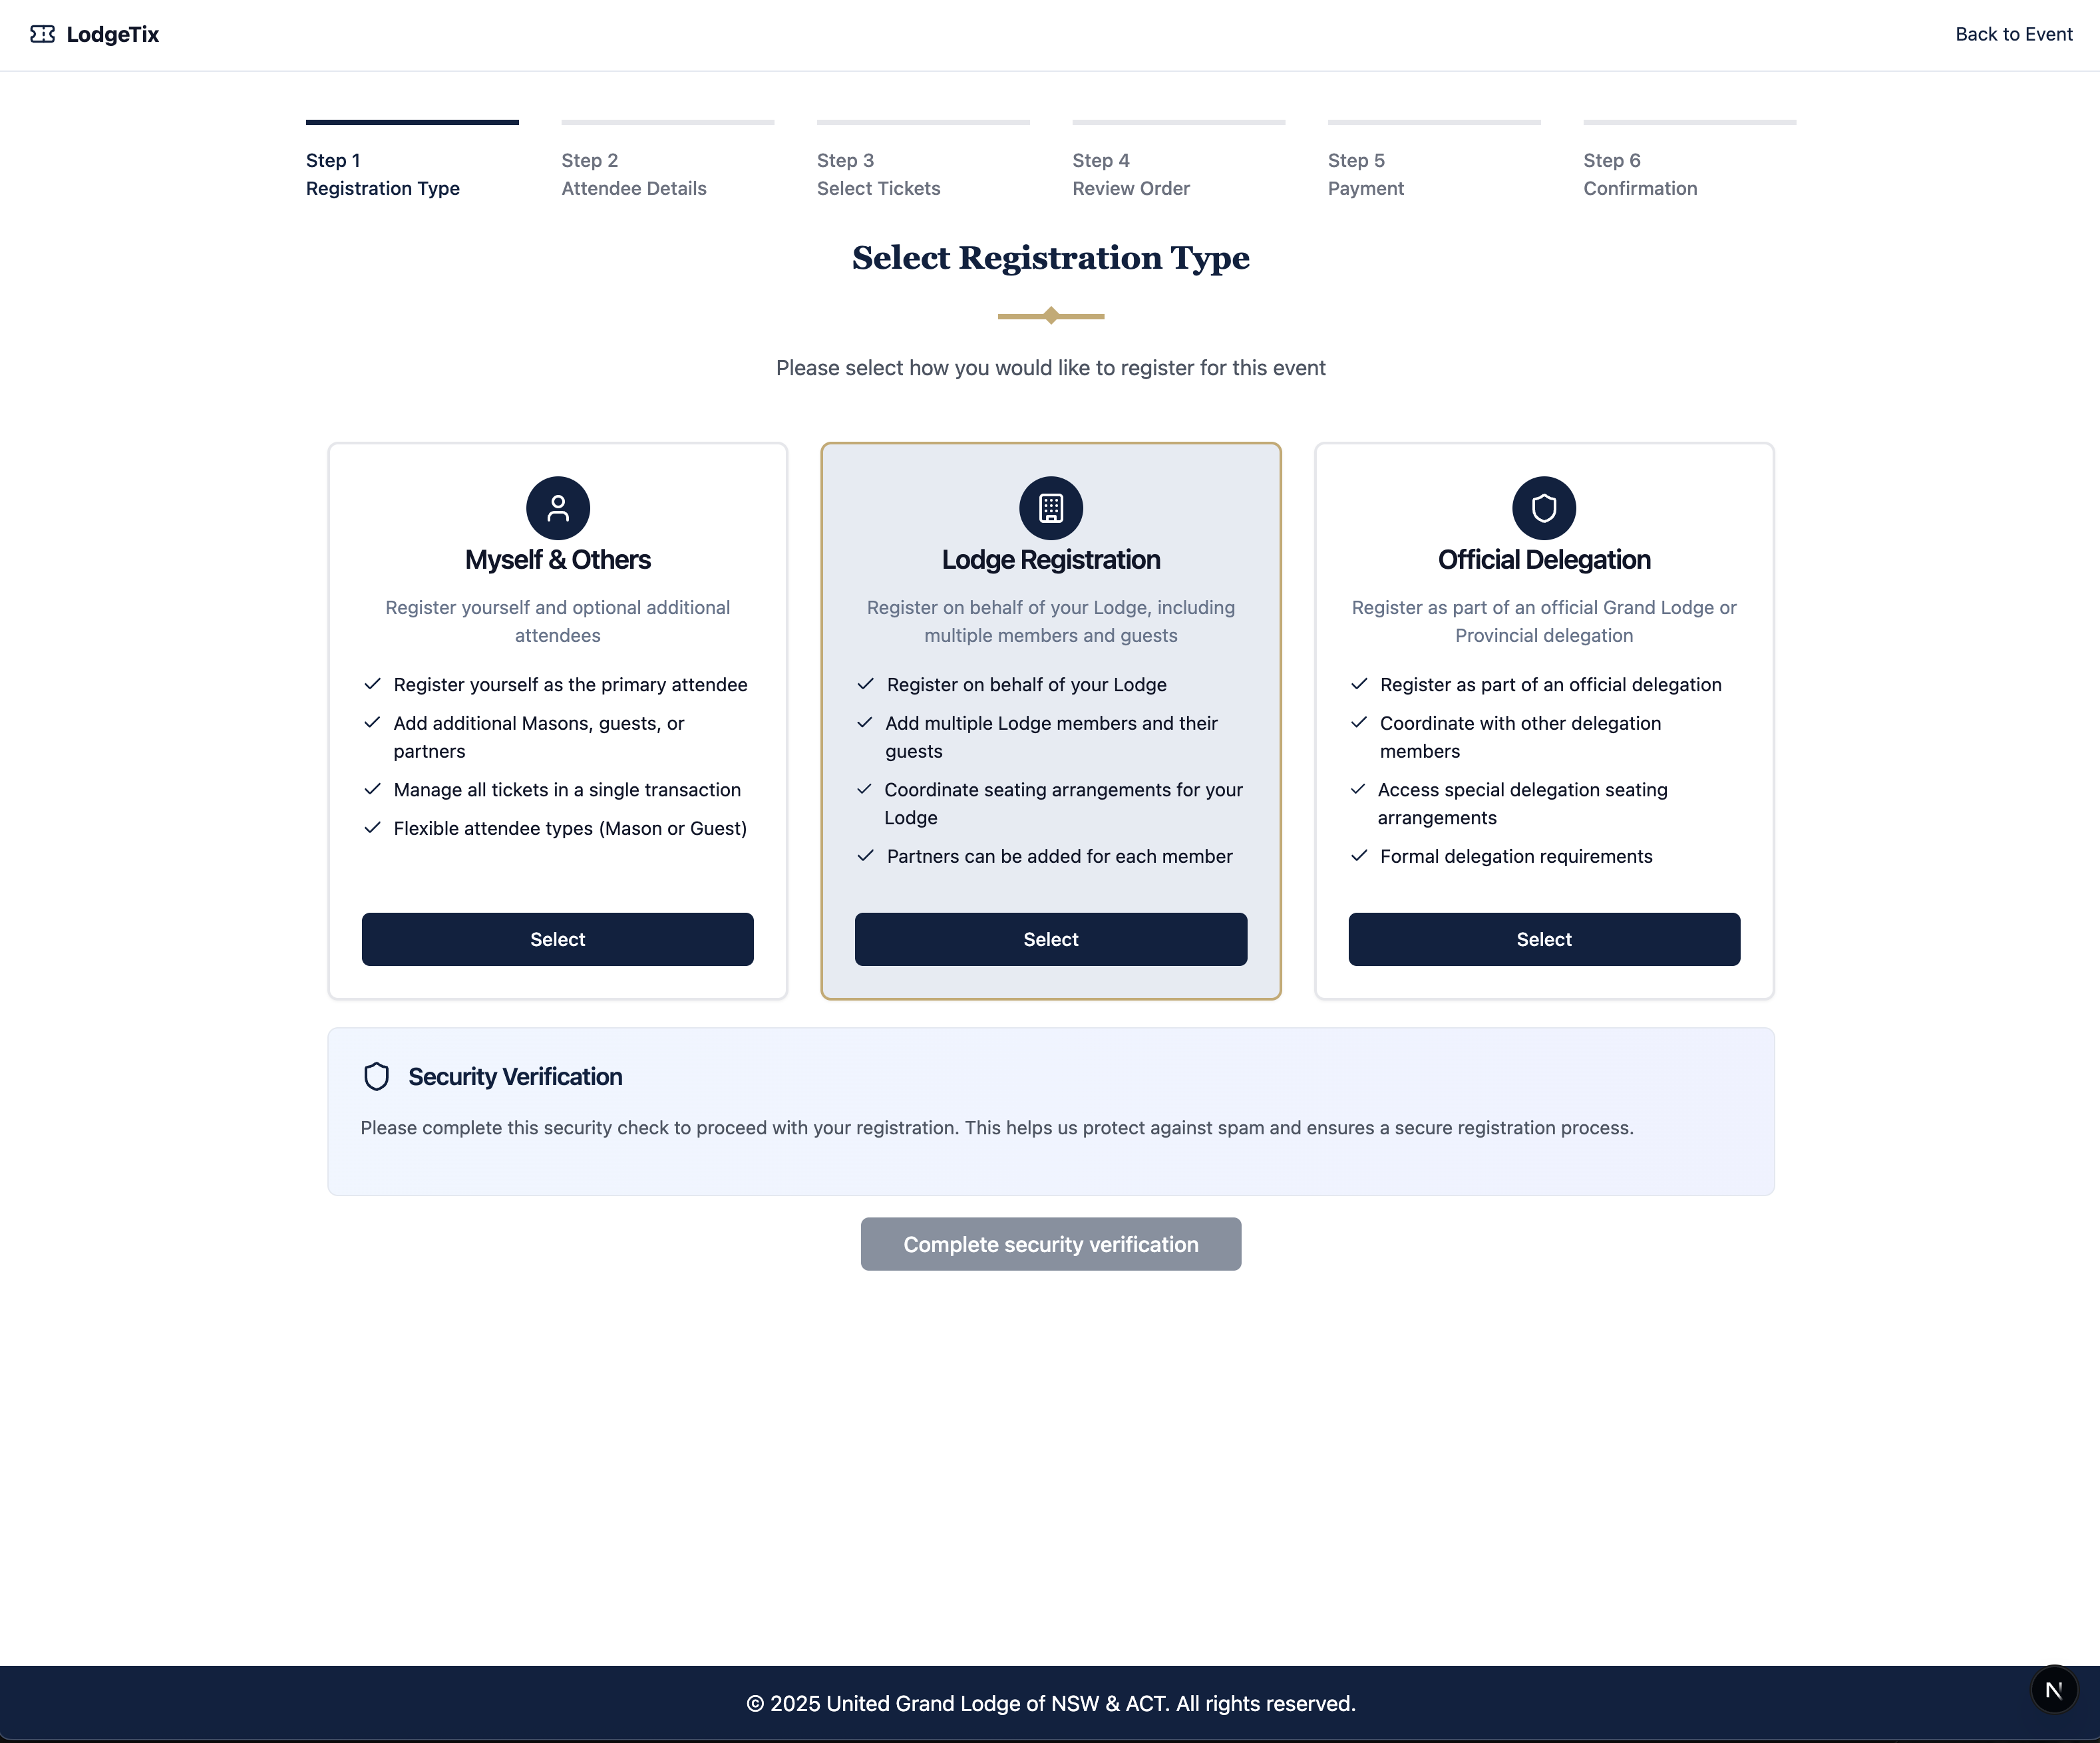 LodgeTix
Back to Event
Step 1
Registration Type
Step 2
Attendee Details
Step 3
Select Tickets
Step 4
Review Order
Step 5
Payment
Step 6
Confirmation
Select Registration Type
Please select how you would like to register for this event
Myself & Others
Register yourself and optional additional
attendees
Register yourself as the primary attendee
Add additional Masons, guests, or
partners
Manage all tickets in a single transaction
Flexible attendee types (Mason or Guest)
Select
Lodge Registration
Register on behalf of your Lodge, including
multiple members and guests
Register on behalf of your Lodge
Add multiple Lodge members and their
guests
Coordinate seating arrangements for your
Lodge
Partners can be added for each member
Select
Official Delegation
Register as part of an official Grand Lodge or
Provincial delegation
Register as part of an official delegation
Coordinate with other delegation
members
Access special delegation seating
arrangements
Formal delegation requirements
Select
Security Verification
Please complete this security check to proceed with your registration. This helps us protect against spam and ensures a secure registration process.
Complete security verification
© 2025 United Grand Lodge of NSW & ACT. All rights reserved.
N